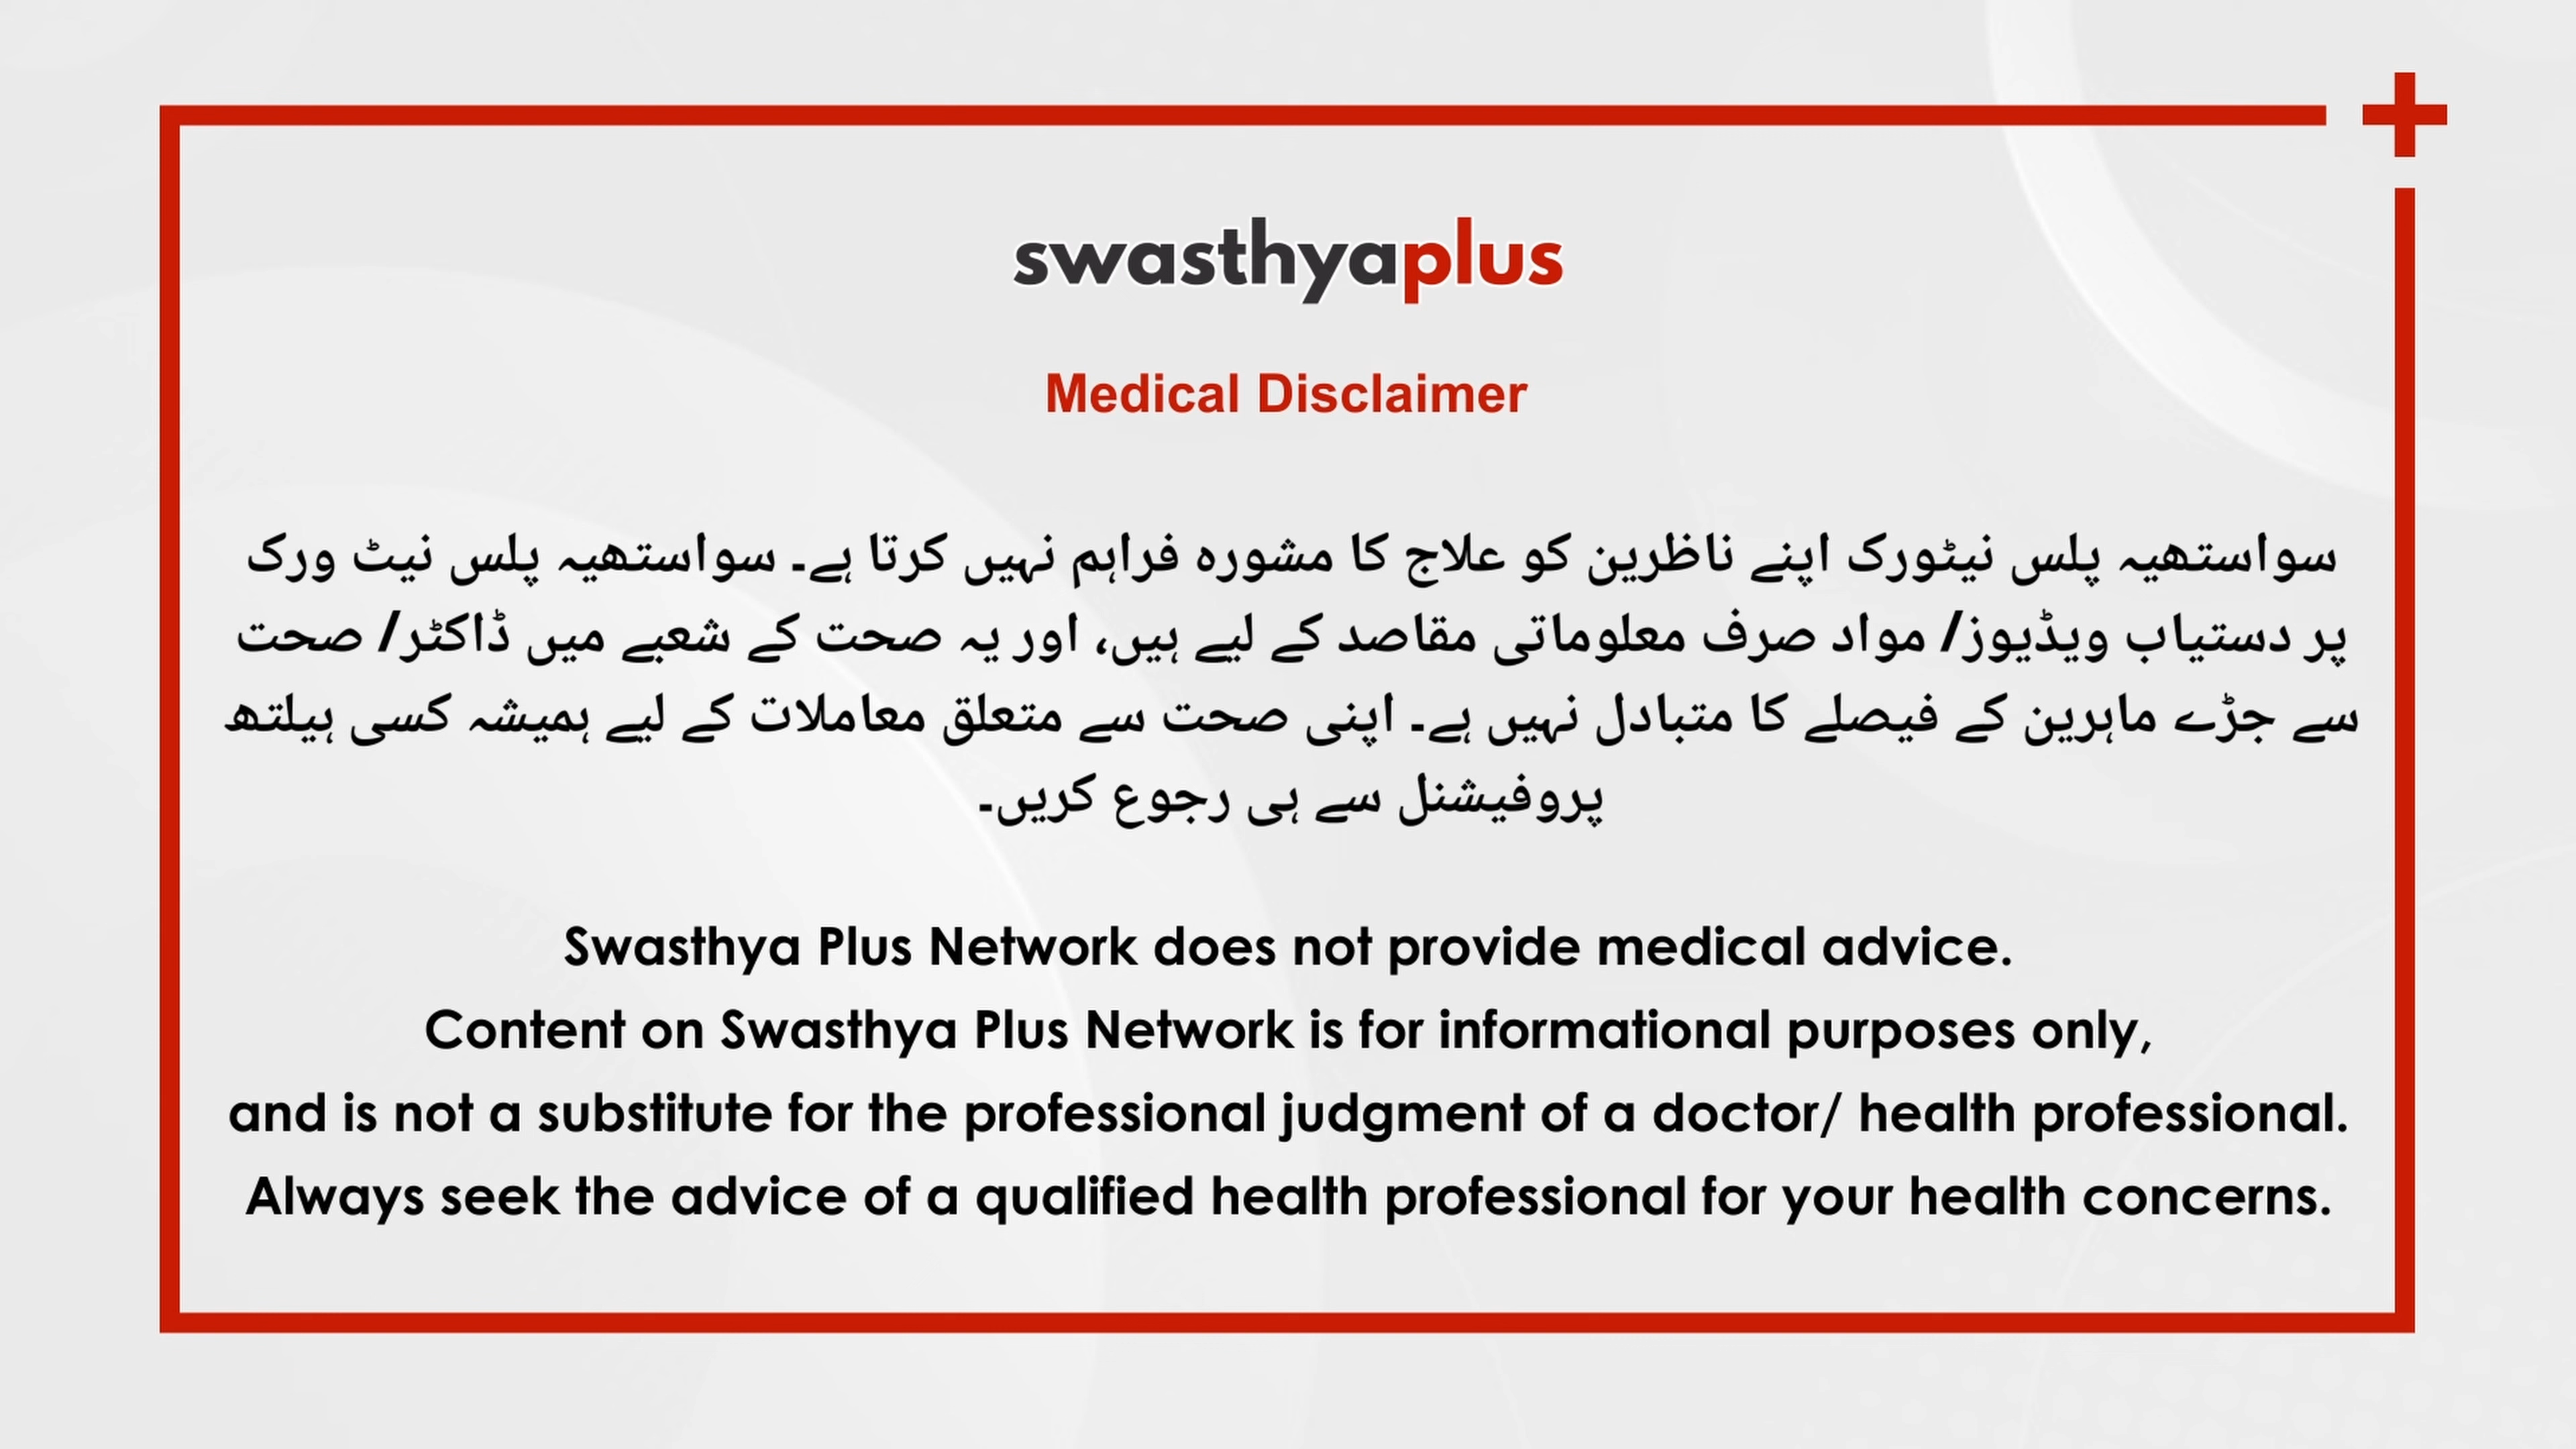 swasthyaplus
Medical Disclaimer
سواستھیہ پلس نیٹورک اپنے ناظرین کو علاج کا مشورہ فراہم نہیں کرتا ہے۔ سواستھیہ پلس نیٹ ورک
پر دستیاب ویڈیوز/ مواد صرف معلوماتی مقاصد کے لیے ہیں، اور یہ صحت کے شعبے میں ڈاکٹر/ صحت
سے جڑے ماہرین کے فیصلے کا متبادل نہیں ہے۔ اپنی صحت سے متعلق معاملات کے لیے ہمیشہ کسی ہیلتھ
پروفیشنل سے ہی رجوع کریں۔
Swasthya Plus Network does not provide medical advice.
Content on Swasthya Plus Network is for informational purposes only,
and is not a substitute for the professional judgment of a doctor/ health professional.
Always seek the advice of a qualified health professional for your health concerns.